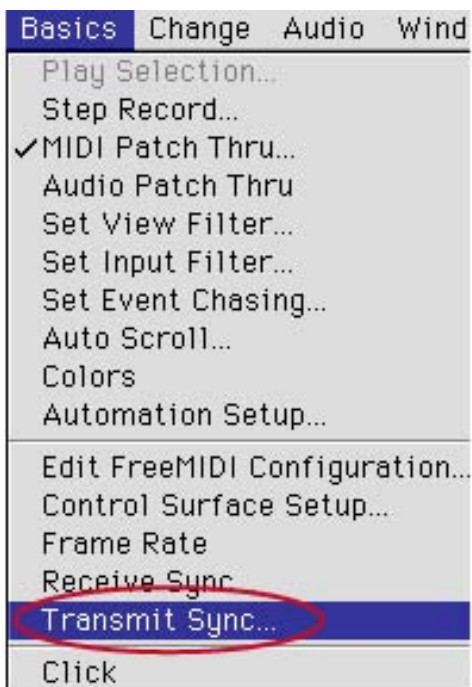 Basics Change Audio Wind
Play Selection...
Step Record...
✓MIDI Patch Thru...
Audio Patch Thru
Set View Filter...
Set Input Filter...
Set Event Chasing...
Auto Scroll...
Colors
Automation Setup...
Edit FreeMIDI Configuration...
Control Surface Setup...
Frame Rate
Receive Sync...
Transmit Sync...
Click